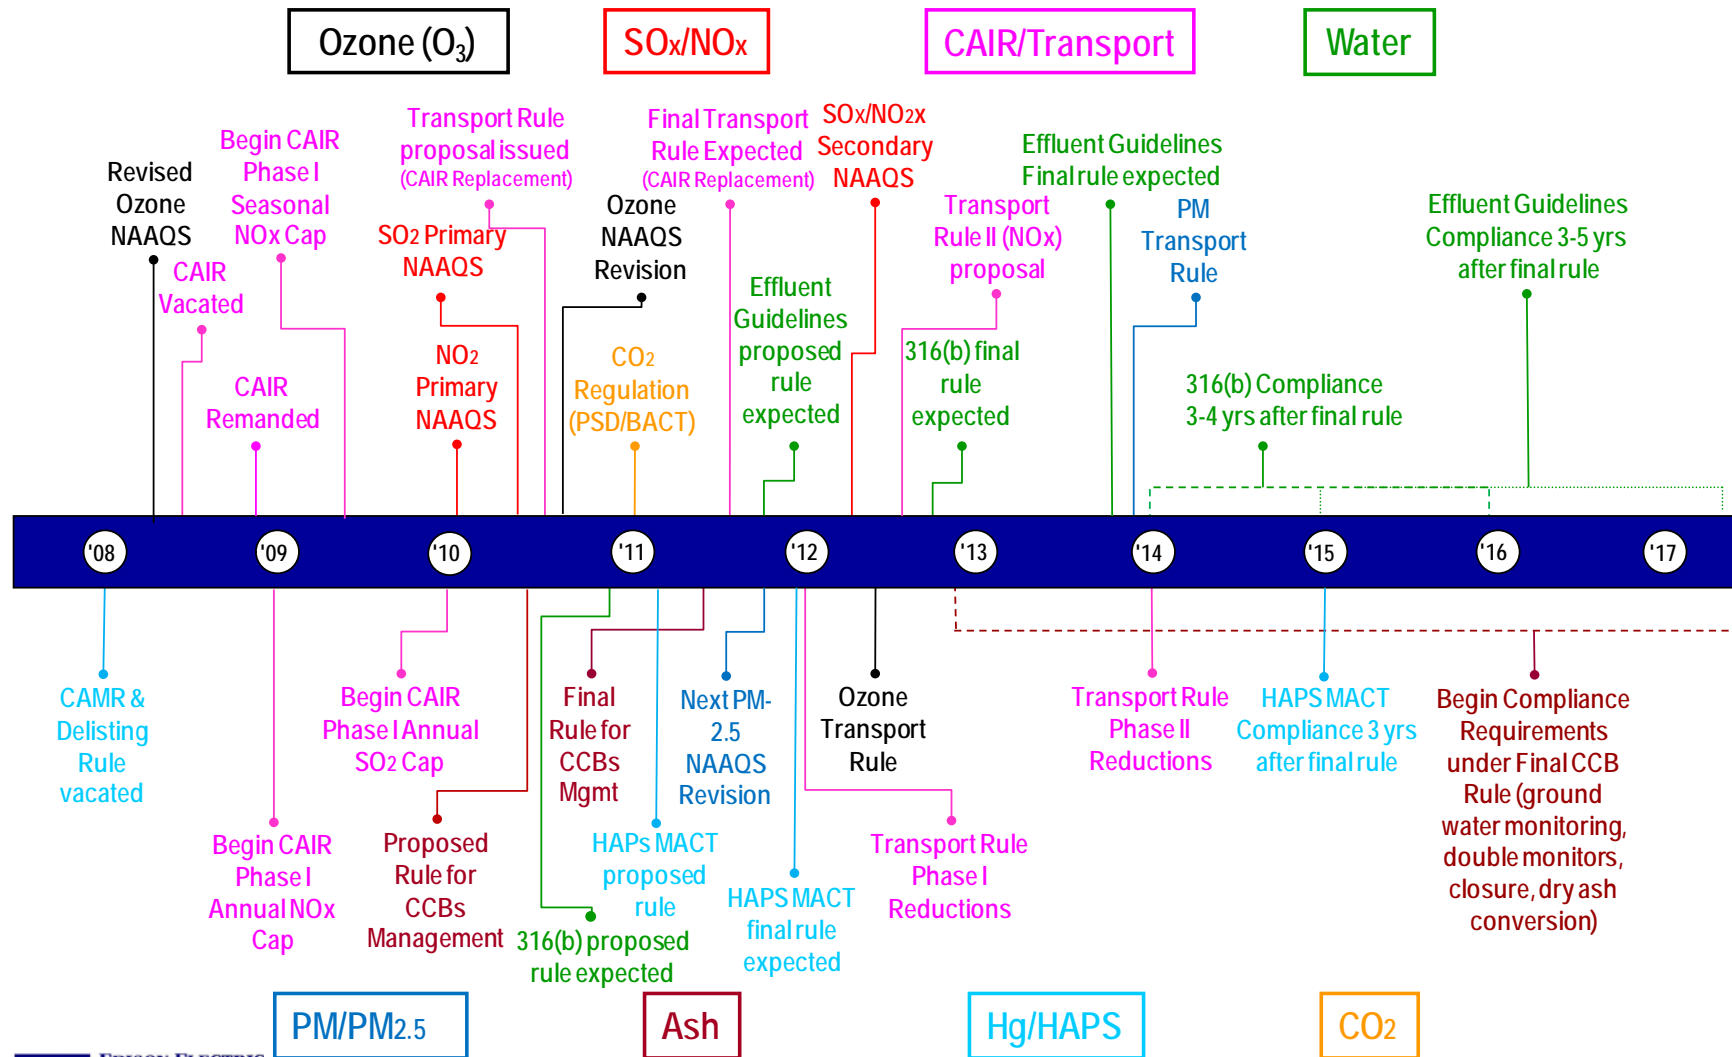 Ozone (O3)
SOx/NOx
CAIR/Transport
Water
Revised
Ozone
NAAQS
CAIR
Vacated
Begin CAIR
Phase I
Seasonal
NOx Cap
CAIR
Remanded
Transport Rule
proposal issued
(CAIR Replacement)
SO2 Primary
NAAQS
NO2
Primary
NAAQS
Ozone
NAAQS
Revision
CO2
Regulation
(PSD/BACT)
Final Transport
Rule Expected
(CAIR Replacement)
Effluent
Guidelines
proposed
rule
expected
SOx/NO2x
Secondary
NAAQS
Transport
Rule II (NOx)
proposal
316(b) final
rule
expected
Effluent Guidelines
Final rule expected
PM
Transport
Rule
316(b) Compliance
3-4 yrs after final rule
Effluent Guidelines
Compliance 3-5 yrs
after final rule
'08
'09
'10
'11
'12
'13
'14
'15
'16
'17
CAMR &
Delisting
Rule
vacated
Begin CAIR
Phase I
Annual NOx
Cap
Begin CAIR
Phase I Annual
SO2 Cap
Proposed
Rule for
CCBs
Management
316(b) proposed
rule expected
Final
Rule for
CCBs
Mgmt
HAPs MACT
proposed
rule
Next PM-
2.5
NAAQS
Revision
HAPS MACT
final rule
expected
Ozone
Transport
Rule
Transport Rule
Phase I
Reductions
Transport Rule
Phase II
Reductions
HAPS MACT
Compliance 3 yrs
after final rule
Begin Compliance
Requirements
under Final CCB
Rule (ground
water monitoring,
double monitors,
closure, dry ash
conversion)
PM/PM2.5
Ash
Hg/HAPS
CO2
EDISON ELECTRIC